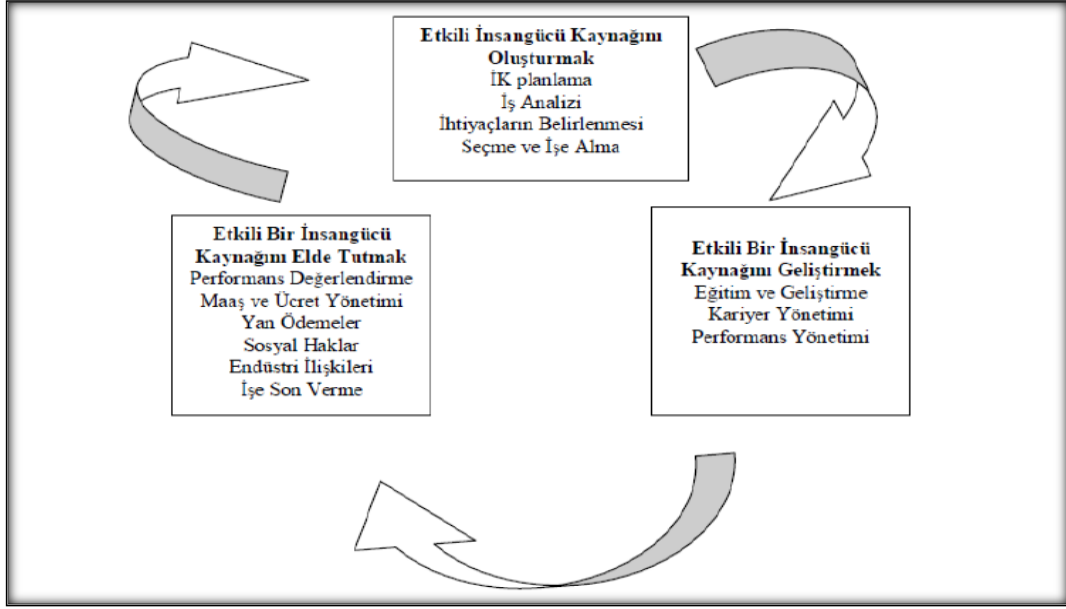 Etkili İnsangücü Kaynağını
Oluşturmak
İK planlama
İş Analizi
İhtiyaçların Belirlenmesi
Seçme ve İşe Alma
Etkili Bir İnsangücü
Kaynağını Geliştirmek
Eğitim ve Geliştirme
Kariyer Yönetimi
Performans Yönetimi
Etkili Bir İnsangücü
Kaynağını Elde Tutmak
Performans Değerlendirme
Maaş ve Ücret Yönetimi
Yan Ödemeler
Sosyal Haklar
Endüstri İlişkileri
İşe Son Verme